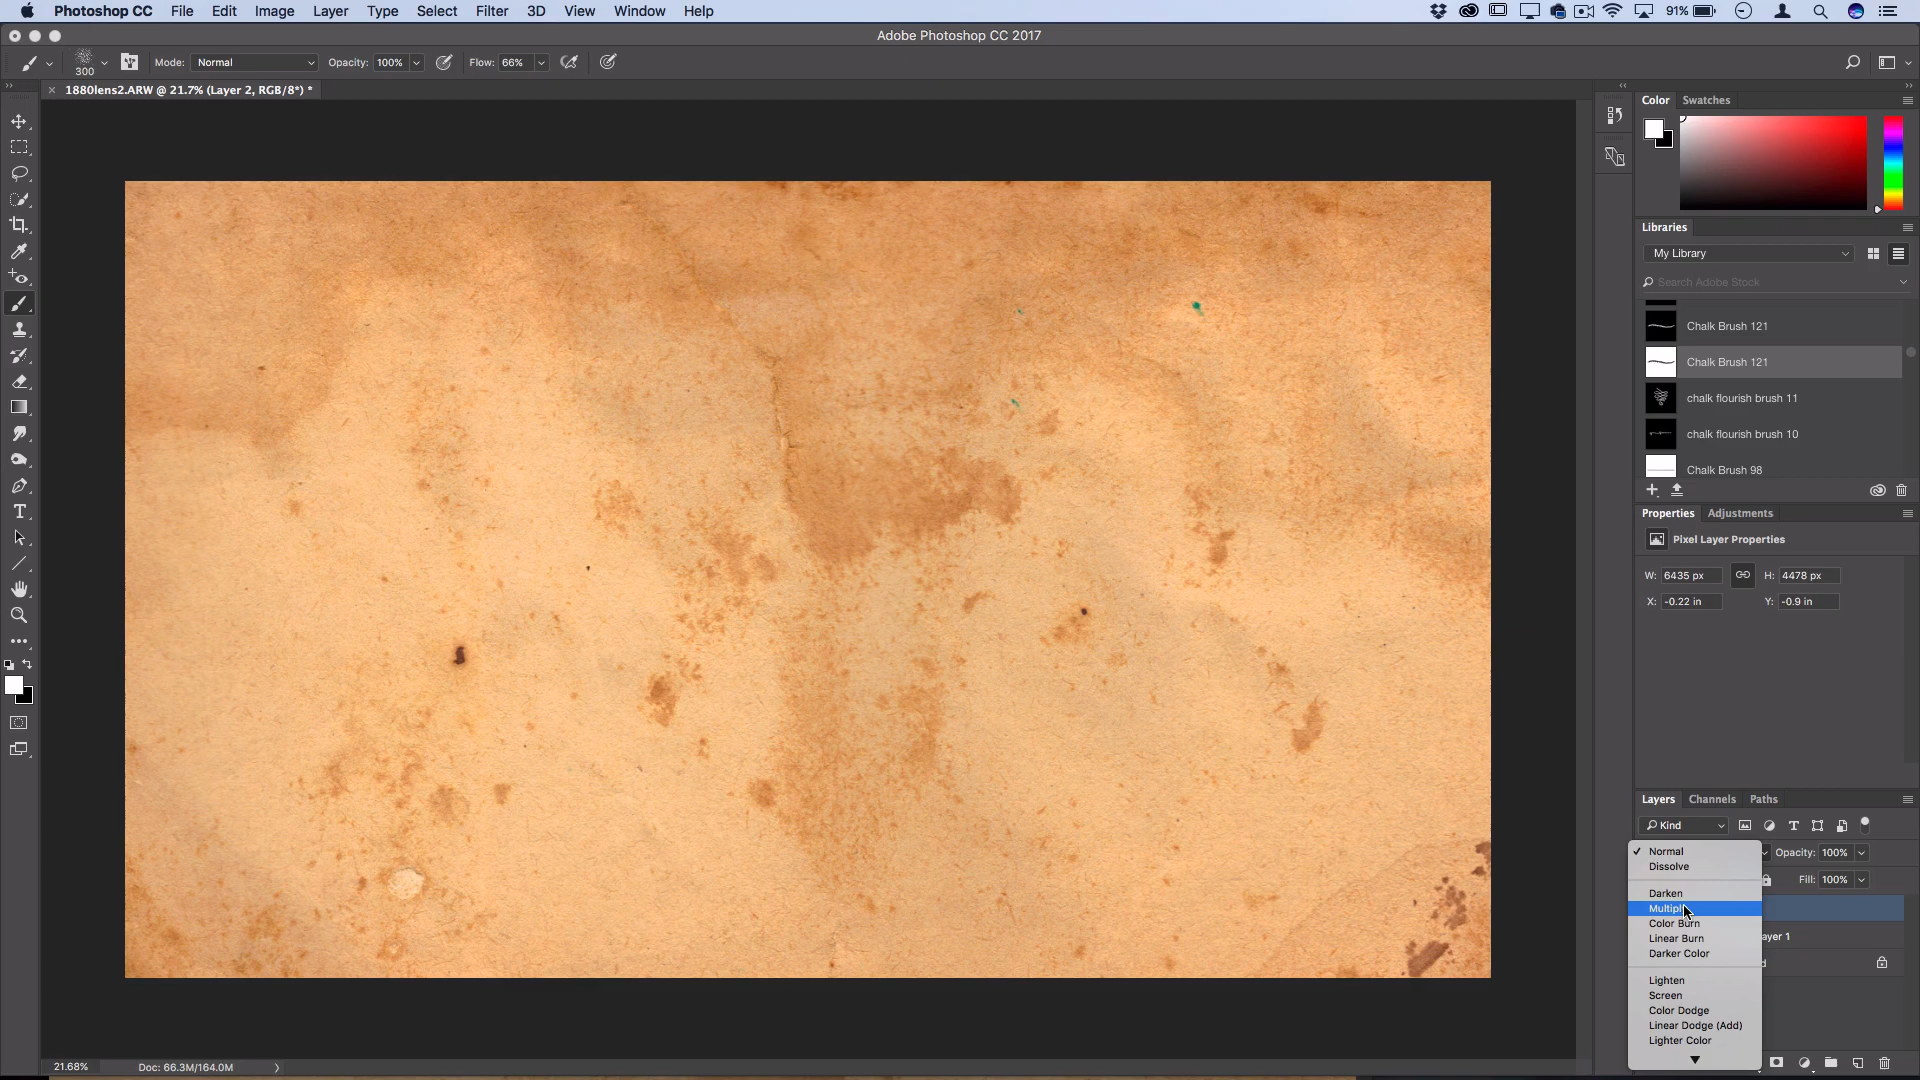 Photoshop CC File Edit Image Layer Type Select Filter 3D View Window Help 91%
Adobe Photoshop CC 2017
300 Mode: Normal Opacity: 100% Flow: 66%
1880lens2.ARW @ 21.7% (Layer 2, RGB/8*) *
Color Swatches
Libraries
My Library
Search Adobe Stock
Chalk Brush 121
Chalk Brush 121
chalk flourish brush 11
chalk flourish brush 10
Chalk Brush 98
Properties Adjustments
Pixel Layer Properties
W: 6435 px H: 4478 px
X: -0.22 in Y: -0.9 in
Layers Channels Paths
Kind
Normal Opacity: 100%
Dissolve
Fill: 100%
Darken
Multiply
Color Burn
Linear Burn
ayer 1
Darker Color
d
Lighten
Screen
Color Dodge
Linear Dodge (Add)
Lighter Color
21.68% Doc: 66.3M/164.0M